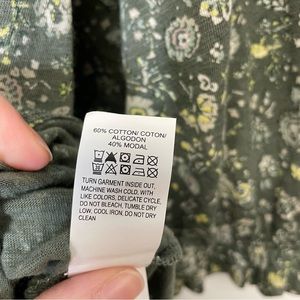 60% COTTON/ COTON/
ALGODON
40% MODAL
TURN GARMENT INSIDE OUT,
MACHINE WASH COLD. WITH
LIKE COLORS, DELICATE CYCLE,
DO NOT BLEACH, TUMBLE DRY
LOW, COOL IRON, DO NOT DRY
CLEAN